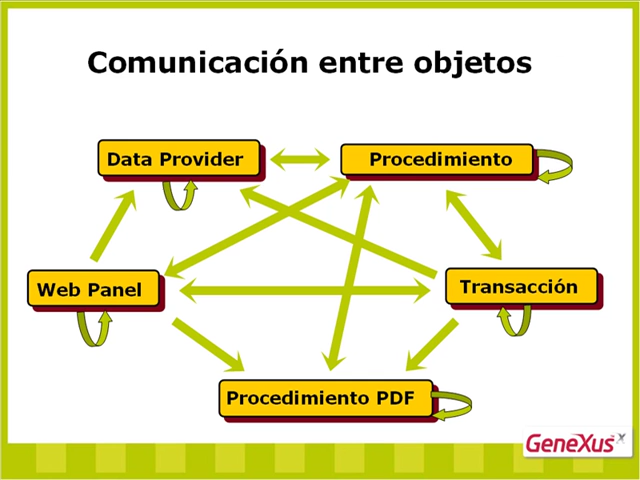 Comunicación entre objetos
Data Provider
Procedimiento
Web Panel
Transacción
Procedimiento PDF
GeneXus X